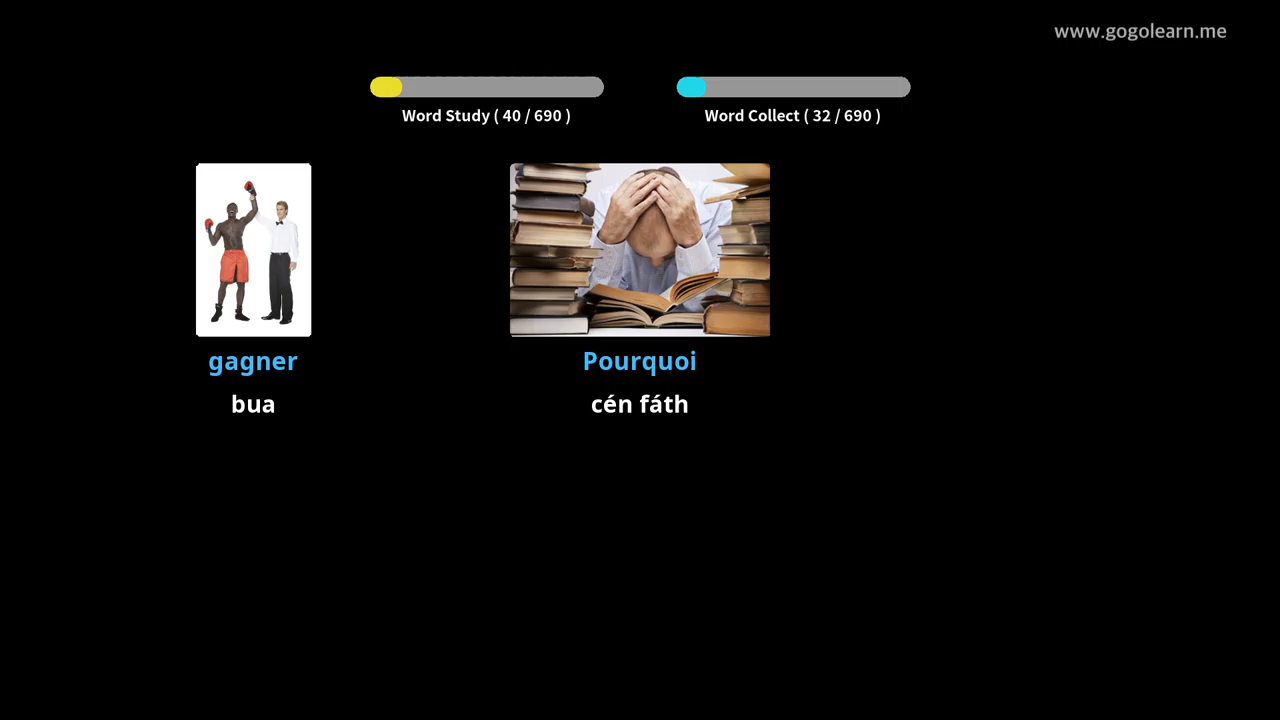 www.gogolearn.me
Word Study ( 40 / 690 )
Word Collect ( 32 / 690 )
gagner
bua
Pourquoi
cén fáth